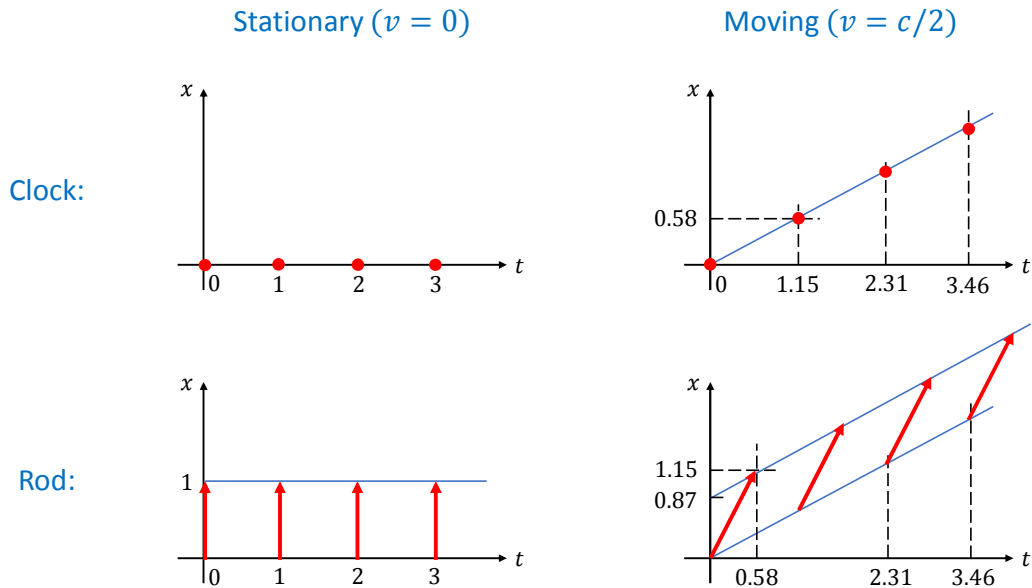 Stationary (v = 0)
Moving (v = c/2)
Clock:
x
t
0 1 2 3
x
0.58
t
0 1.15 2.31 3.46
Rod:
x
1
t
0 1 2 3
x
1.15
0.87
t
0.58 2.31 3.46